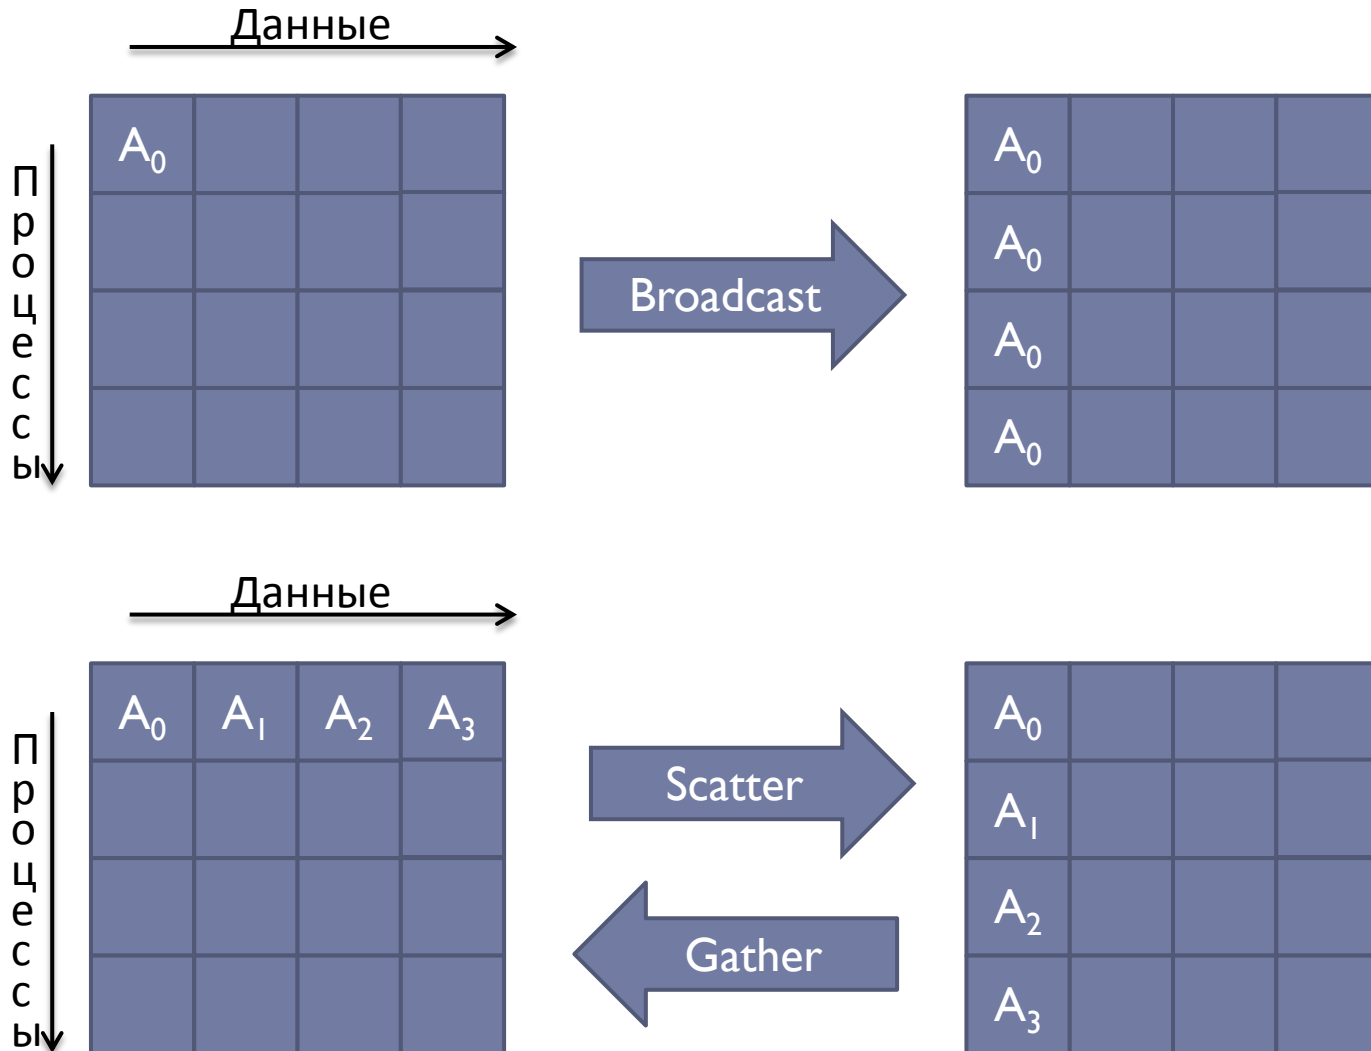 Данные
Процессы
A₀
Broadcast
A₀
A₀
A₀
A₀
Данные
Процессы
A₀ A₁ A₂ A₃
Scatter
Gather
A₀
A₁
A₂
A₃